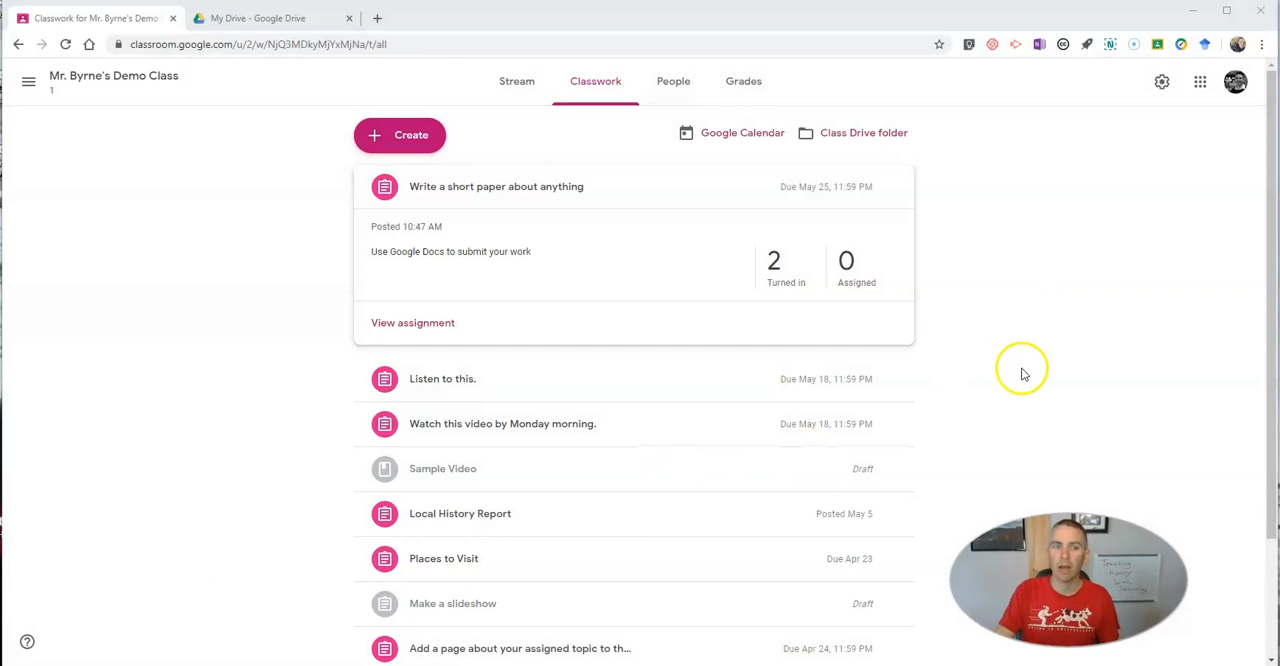 Classwork for Mr. Byrne's Demo
My Drive - Google Drive
classroom.google.com/u/2/w/NjQ3MDkyMjYxMjNa/t/all
Mr. Byrne's Demo Class
1
Stream
Classwork
People
Grades
Create
Google Calendar
Class Drive folder
Write a short paper about anything
Due May 25, 11:59 PM
Posted 10:47 AM
Use Google Docs to submit your work
2
0
Turned in
Assigned
View assignment
Listen to this.
Due May 18, 11:59 PM
Watch this video by Monday morning.
Due May 18, 11:59 PM
Sample Video
Draft
Local History Report
Posted May 5
Places to Visit
Due Apr 23
Make a slideshow
Draft
Add a page about your assigned topic to th...
Due Apr 24, 11:59 PM